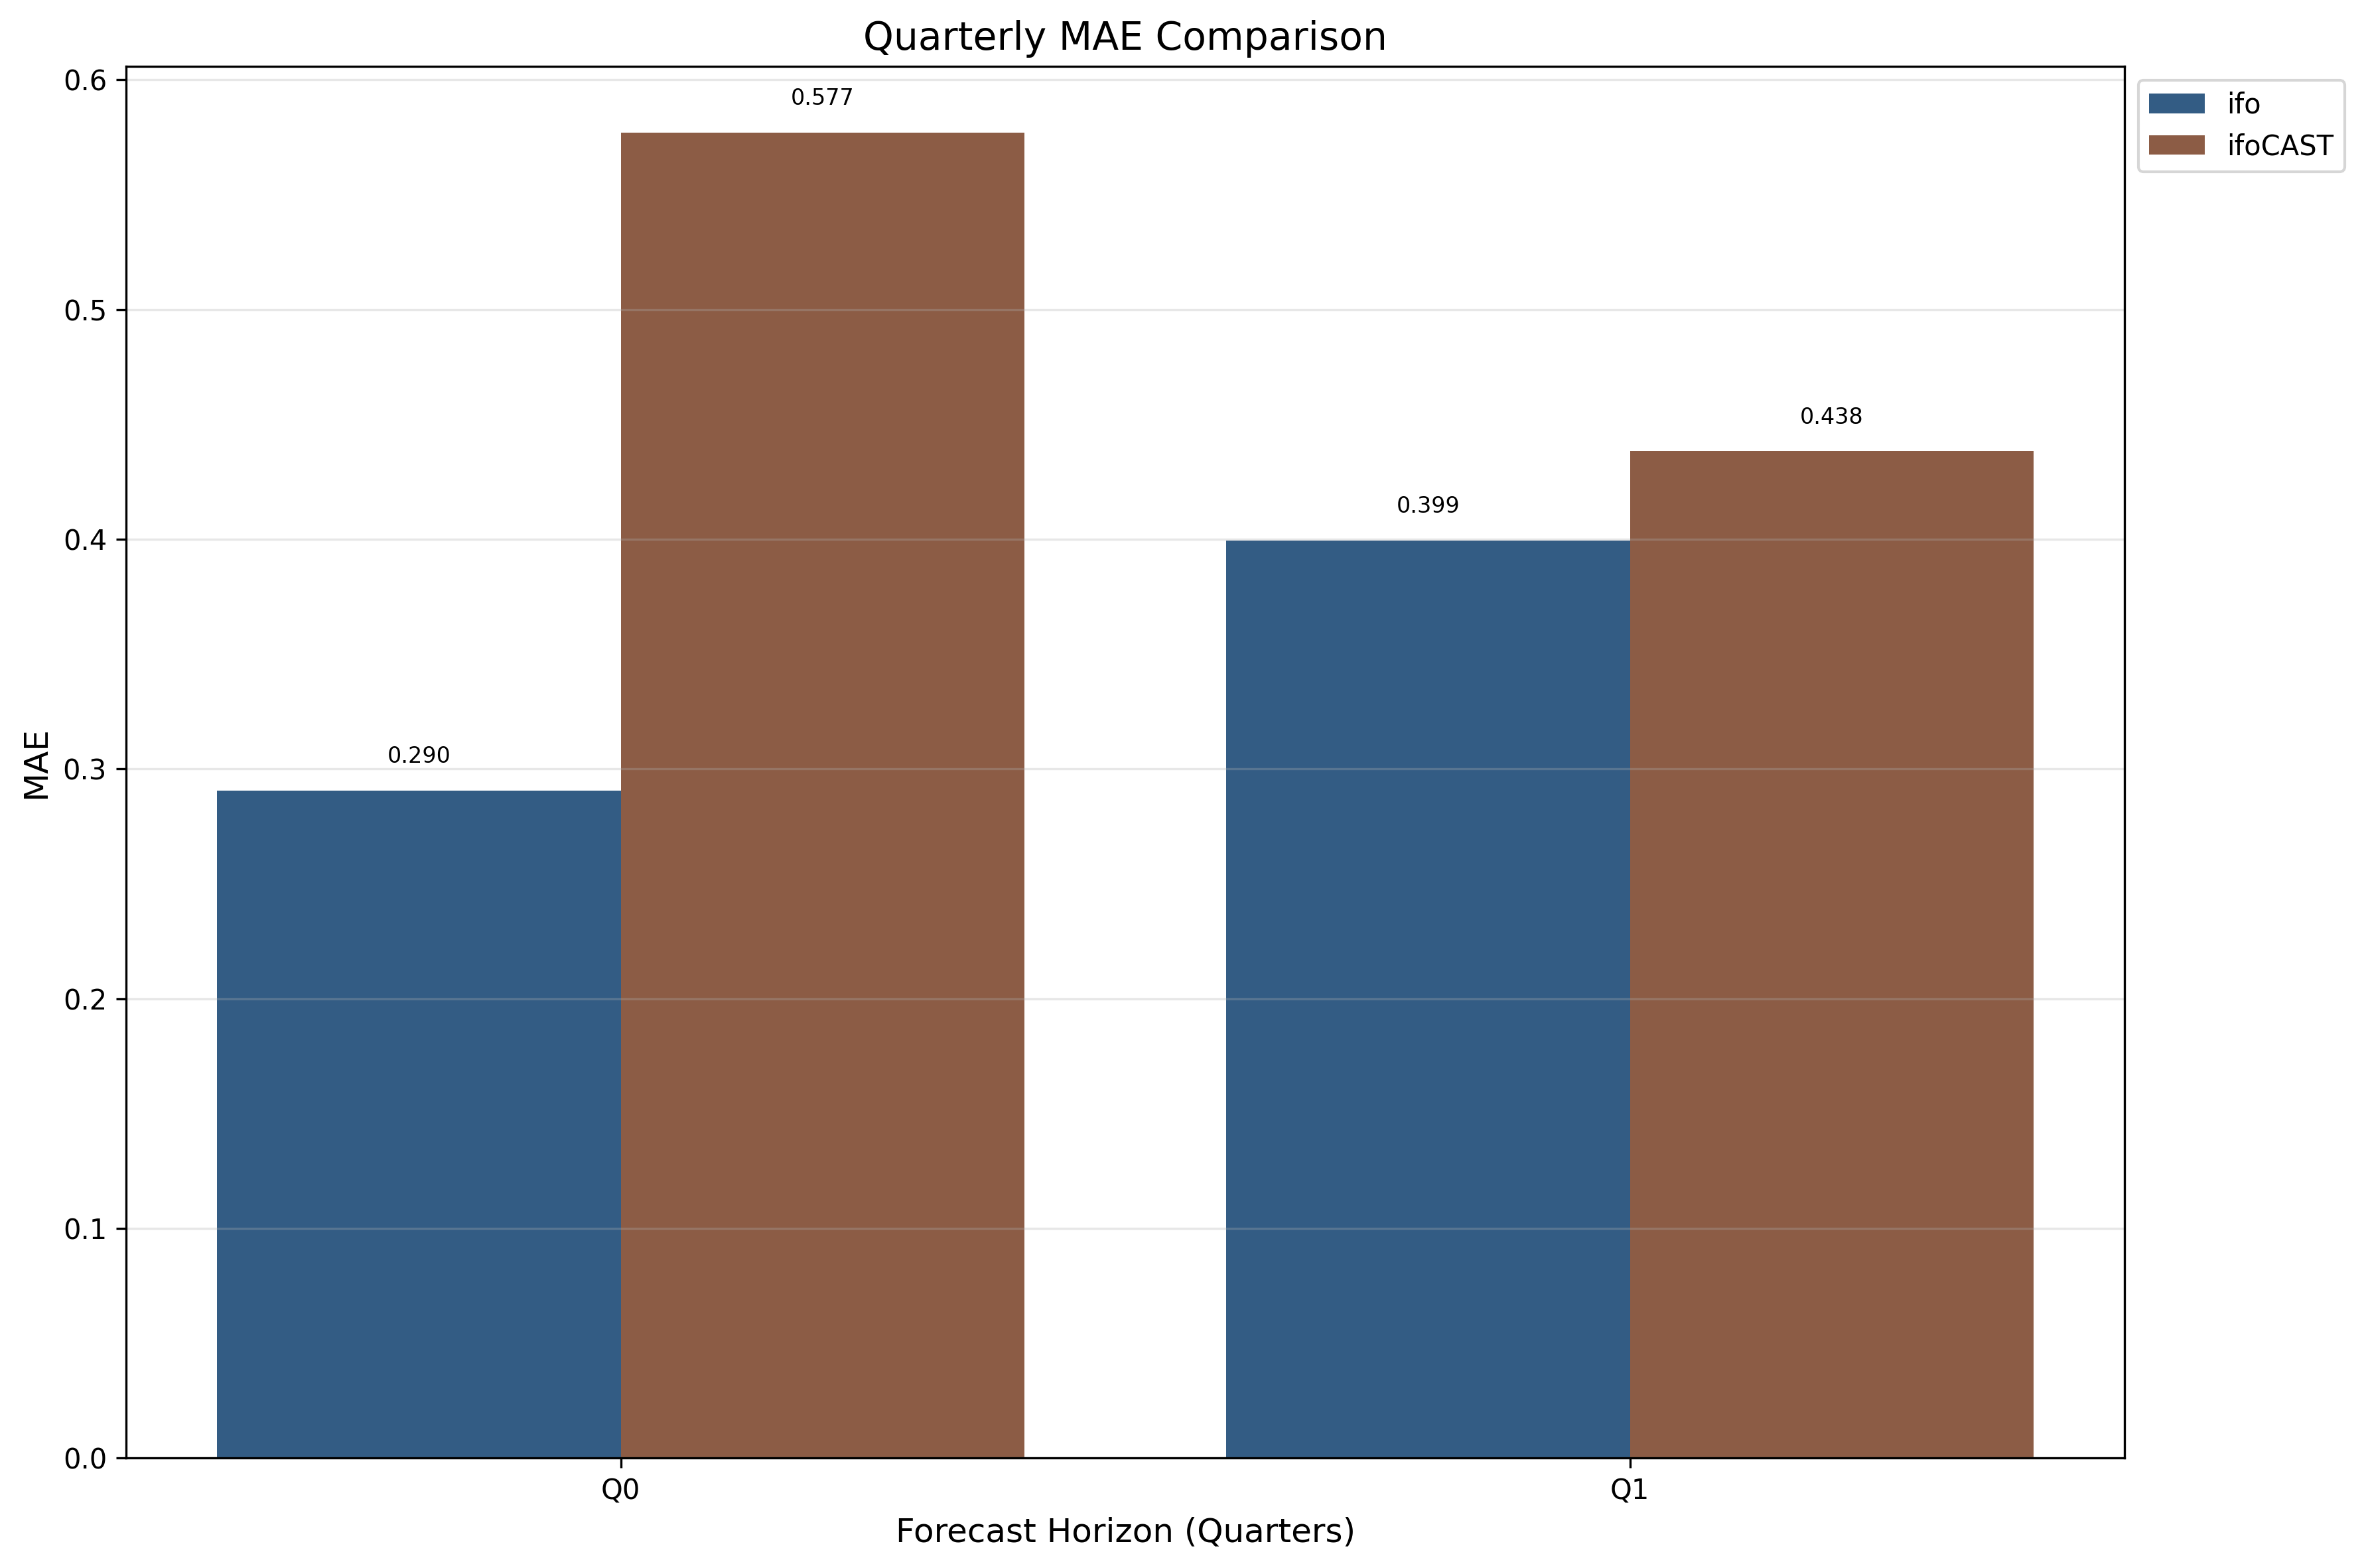 Quarterly MAE Comparison
0.6
0.5
0.4
0.3
0.2
0.1
0.0
MAE
0.577
0.438
0.399
0.290
Q0
Q1
Forecast Horizon (Quarters)
ifo
ifoCAST